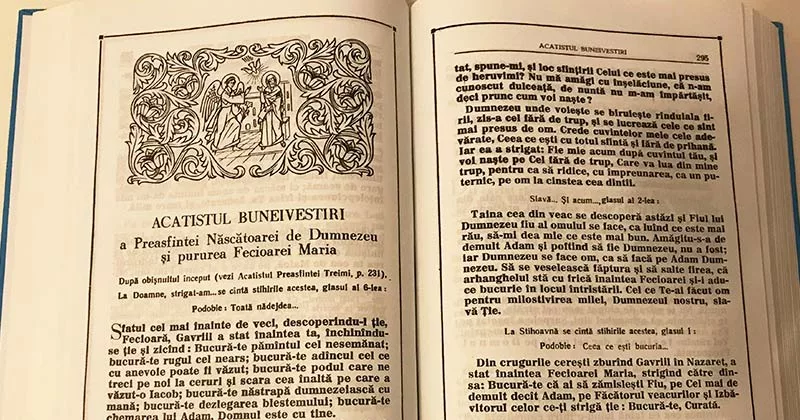 ACATISTUL BUNEIVESTIRI
a Preasfintei Născătoarei de Dumnezeu
și pururea Fecioarei Maria
După obișnuitul început (vezi Acatistul Preasfintei Treimi, p. 231).
La Doamne, strigat-am...se cîntă stihirile acestea, glasul al 6-lea:
Podobie: Toată nădejdea...
Sfatul cel mai înainte de veci, descoperindu-l ție,
Fecioară, Gavriil a stat înaintea ta, închinîndu-
se ție și zicînd: Bucură-te pămîntul cel nesemănat;
bucură-te rugul cel nears; bucură-te adîncul cel ce
cu anevoie poate fi văzut; bucură-te podul care ne
treci pe noi la ceruri și scara cea înaltă pe care a
văzut-o Iacob; bucură-te năstrapă dumnezeiască cu
mană; bucură-te dezlegarea blestemului; bucură-te
chemarea lui Adam, Domnul este cu tine.
ACATISTUL BUNEIVESTIRI
295
tat, spune-mi, și loc sfințirii Celui ce este mai presus
de heruvimi? Nu mă amăgi cu înșelăciune, că n-am
cunoscut dulceață, de nuntă nu m-am împărtășit,
deci prunc cum voi naște?
Dumnezeu unde voiește se biruiește rînduiala fi-
rii, zis-a cel fără de trup, și se lucrează cele ce sînt
mai presus de om. Crede cuvintelor mele cele ade-
vărate, Ceea ce ești cu totul sfîntă și fără de prihană.
Iar ea a strigat: Fie mie acum după cuvîntul tău, și
voi naște pe Cel fără de trup, Care va lua din mine
trup, pentru ca să ridice, cu împreunarea, ca un pu-
ternic, pe om la cinstea cea dintîi.
Slavă... Și acum..., glasul al 2-lea:
Taina cea din veac se descoperă astăzi și Fiul lui
Dumnezeu fiu al omului se face, ca luînd ce este mai
rău, să-mi dea mie ce este mai bun. Amăgitu-s-a de
demult Adam și poftind să fie Dumnezeu, nu a fost;
iar Dumnezeu se face om, ca să facă pe Adam Dum-
nezeu. Să se veselească făptura și să salte firea, că
arhanghelul stă cu frică înaintea Fecioarei și-i adu-
ce bucurie în locul întristării. Cel ce Te-ai făcut om
pentru milostivirea milei, Dumnezeul nostru, sla-
vă Ție.
La Stihoavnă se cîntă stihirile acestea, glasul 1:
Podobie: Ceea ce ești bucuria...
Din crugurile cerești zburînd Gavriil în Nazaret, a
stat înaintea Fecioarei Maria, strigînd către din-
sa: Bucură-te că ai să zămislești Fiu, pe Cel mai de
demult decît Adam, pe Făcătorul veacurilor și Izbă-
vitorul celor ce-ți strigă ție: Bucură-te, Curată.